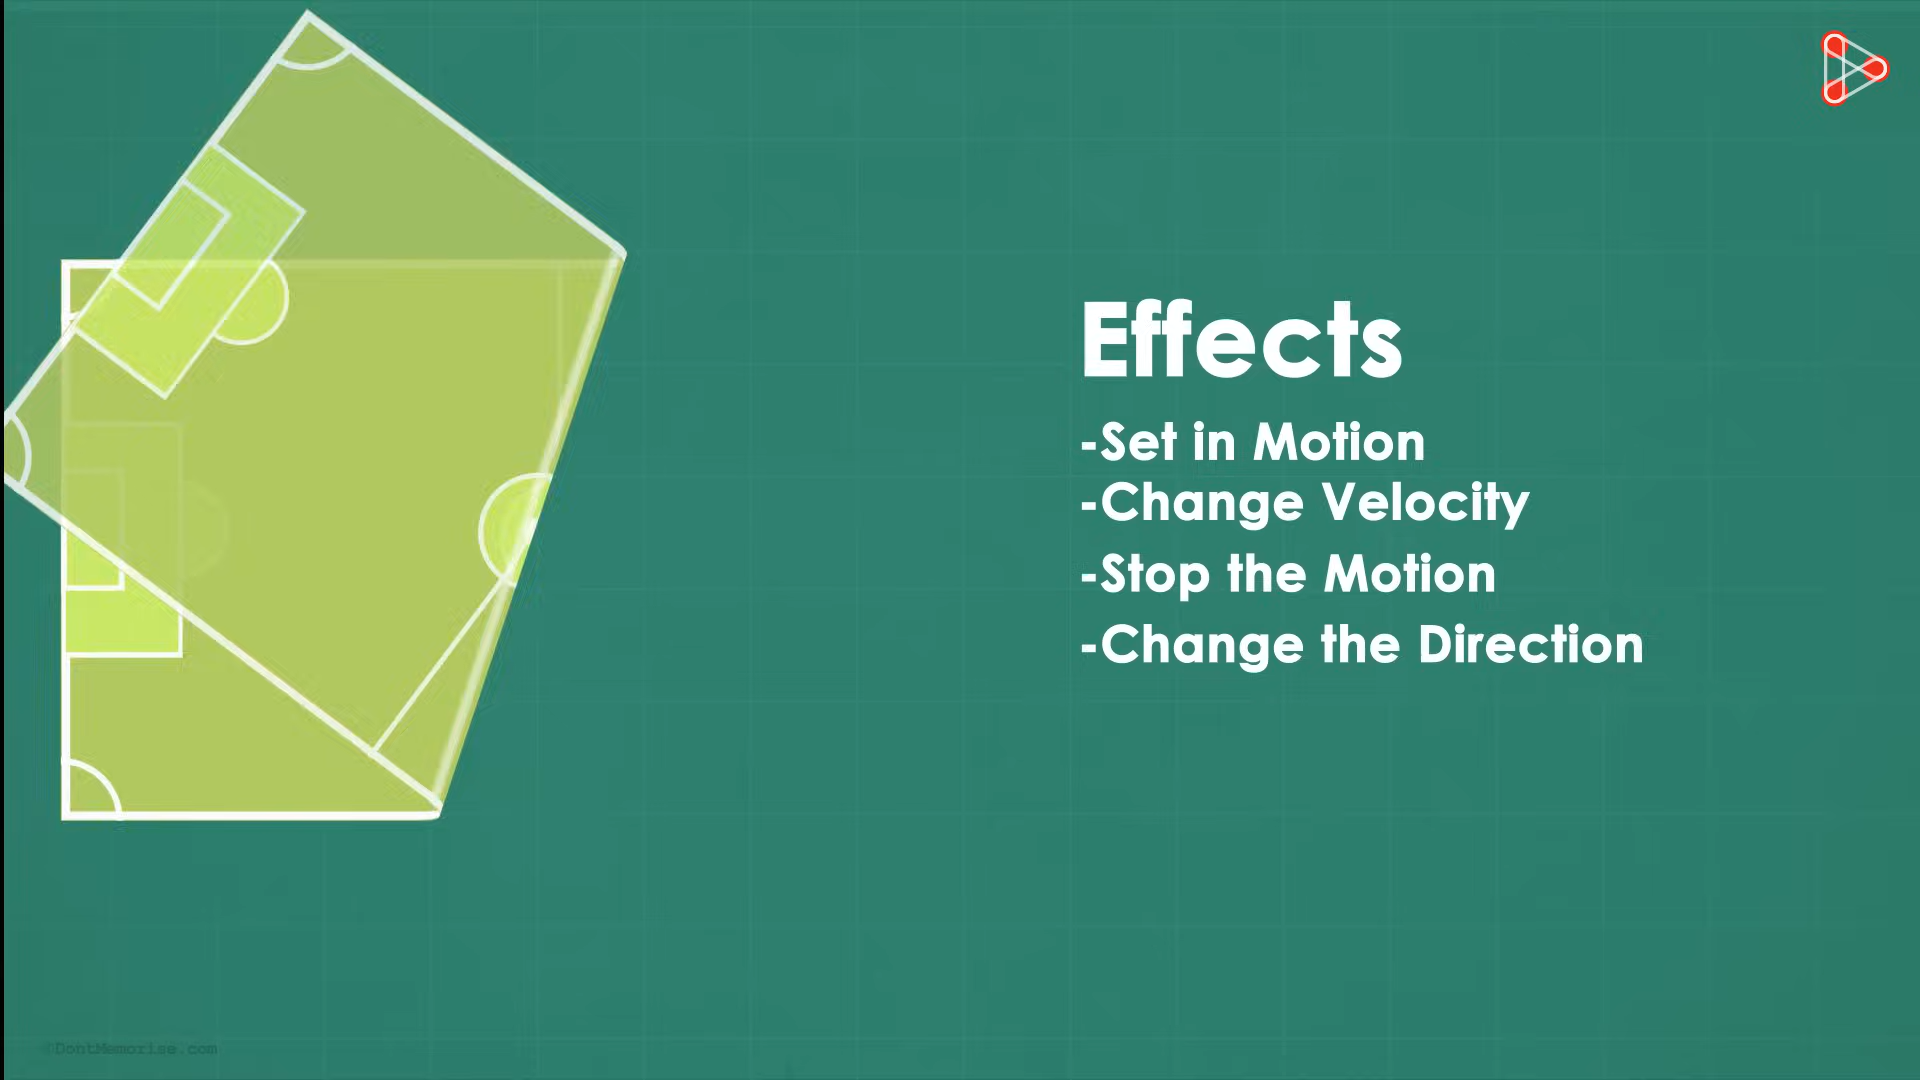 Effects
-Set in Motion
-Change Velocity
-Stop the Motion
-Change the Direction
©DontMemorise.com